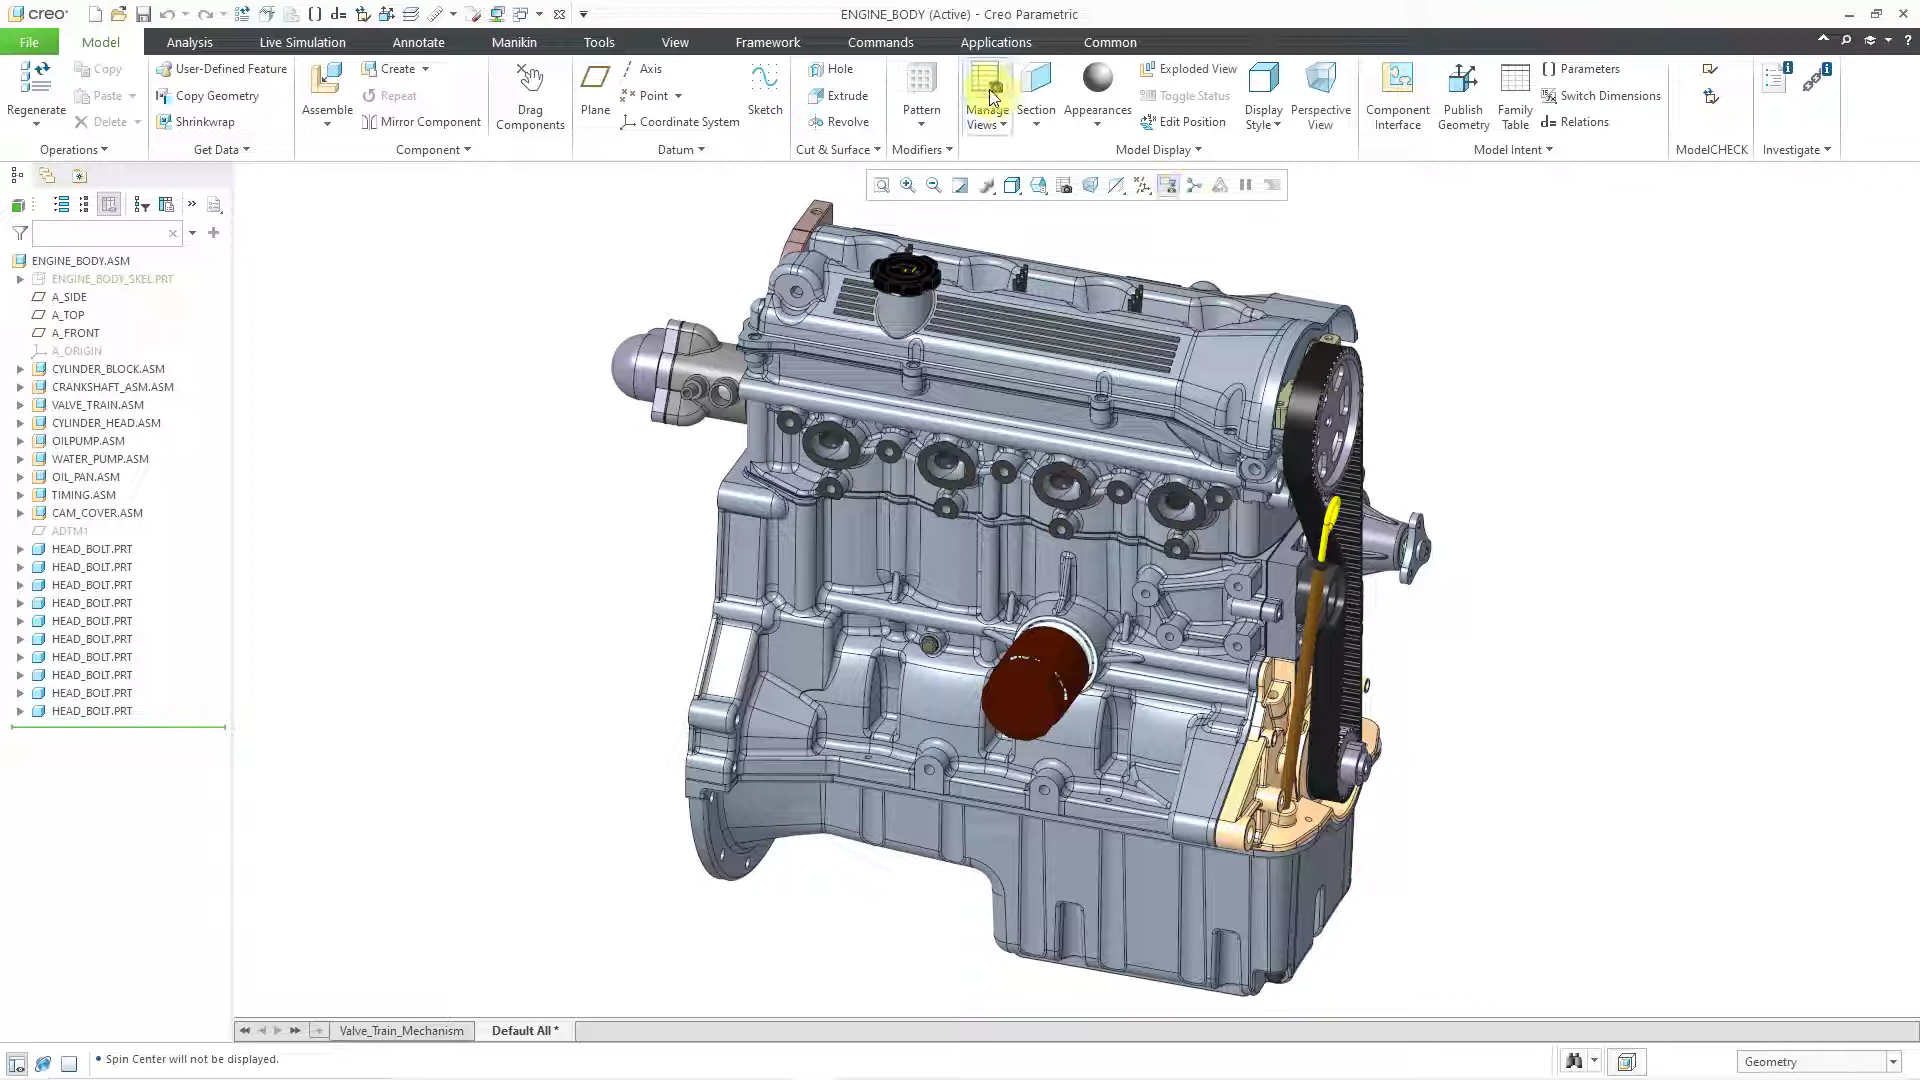 creo
d=
ENGINE_BODY (Active) - Creo Parametric
File
Model
Analysis
Live Simulation
Annotate
Manikin
Tools
View
Framework
Commands
Applications
Common
Regenerate
Copy
Paste
Delete
Operations
User-Defined Feature
Copy Geometry
Shrinkwrap
Get Data
Assemble
Create
Repeat
Mirror Component
Component
Drag
Components
Plane
Axis
Point
Coordinate System
Sketch
Datum
Hole
Extrude
Revolve
Cut & Surface
Pattern
Modifiers
Manage
Views
Section
Appearances
Exploded View
Toggle Status
Edit Position
Display
Style
Perspective
View
Model Display
Component
Interface
Publish
Geometry
Family
Table
Parameters
Switch Dimensions
d= Relations
Model Intent
ModelCHECK
Investigate
ENGINE_BODY.ASM
ENGINE_BODY_SKEL.PRT
A_SIDE
A_TOP
A_FRONT
A_ORIGIN
CYLINDER_BLOCK.ASM
CRANKSHAFT_ASM.ASM
VALVE_TRAIN.ASM
CYLINDER_HEAD.ASM
OILPUMP.ASM
WATER_PUMP.ASM
OIL_PAN.ASM
TIMING.ASM
CAM_COVER.ASM
ADTM1
HEAD_BOLT.PRT
HEAD_BOLT.PRT
HEAD_BOLT.PRT
HEAD_BOLT.PRT
HEAD_BOLT.PRT
HEAD_BOLT.PRT
HEAD_BOLT.PRT
HEAD_BOLT.PRT
HEAD_BOLT.PRT
HEAD_BOLT.PRT
Valve_Train_Mechanism
Default All *
• Spin Center will not be displayed.
Geometry